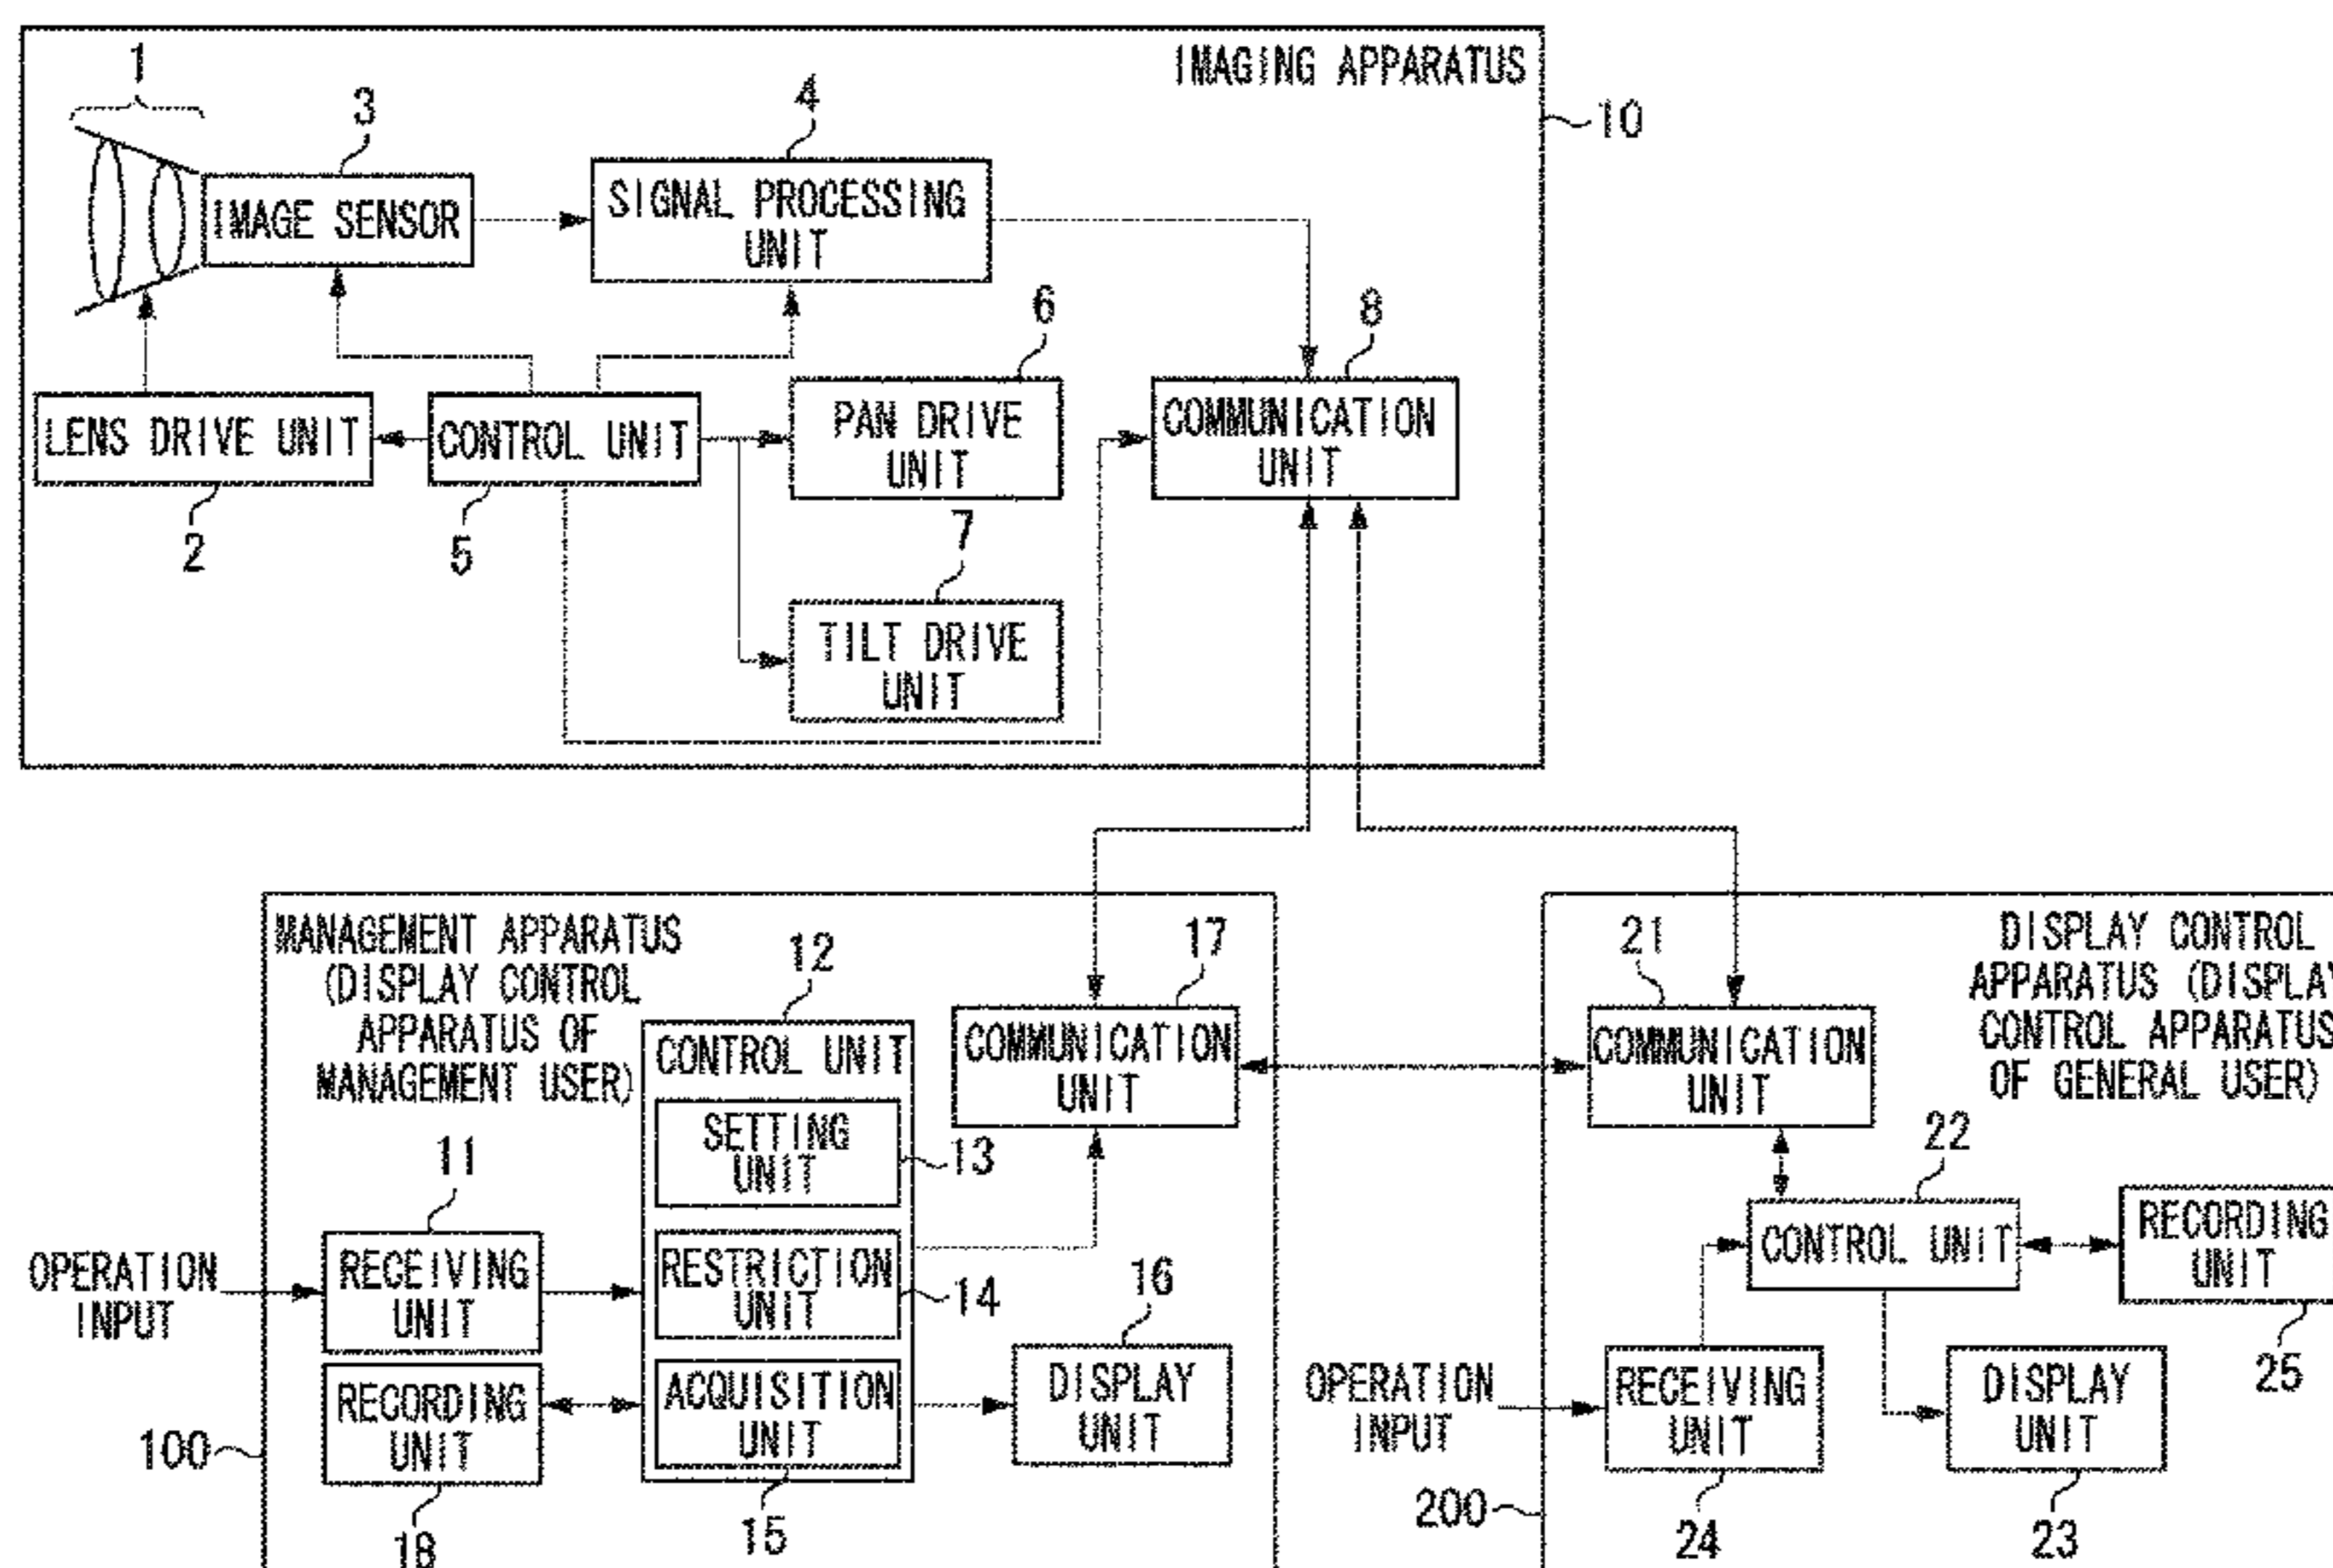 IMAGING APPARATUS
10
1
3
4
IMAGE SENSOR
SIGNAL PROCESSING
UNIT
6
8
LENS DRIVE UNIT
CONTROL UNIT
PAN DRIVE
UNIT
COMMUNICATION
UNIT
2
5
7
TILT DRIVE
UNIT
MANAGEMENT APPARATUS
(DISPLAY CONTROL
APPARATUS OF
MANAGEMENT USER)
12
17
CONTROL UNIT
COMMUNICATION
UNIT
SETTING
UNIT
13
11
OPERATION
INPUT
RECEIVING
UNIT
RESTRICTION
UNIT
14
16
RECORDING
UNIT
ACQUISITION
UNIT
DISPLAY
UNIT
100
18
15
21
DISPLAY CONTROL
APPARATUS (DISPLAY
CONTROL APPARATUS
OF GENERAL USER)
COMMUNICATION
UNIT
22
CONTROL UNIT
RECORDING
UNIT
25
OPERATION
INPUT
RECEIVING
UNIT
DISPLAY
UNIT
200
24
23